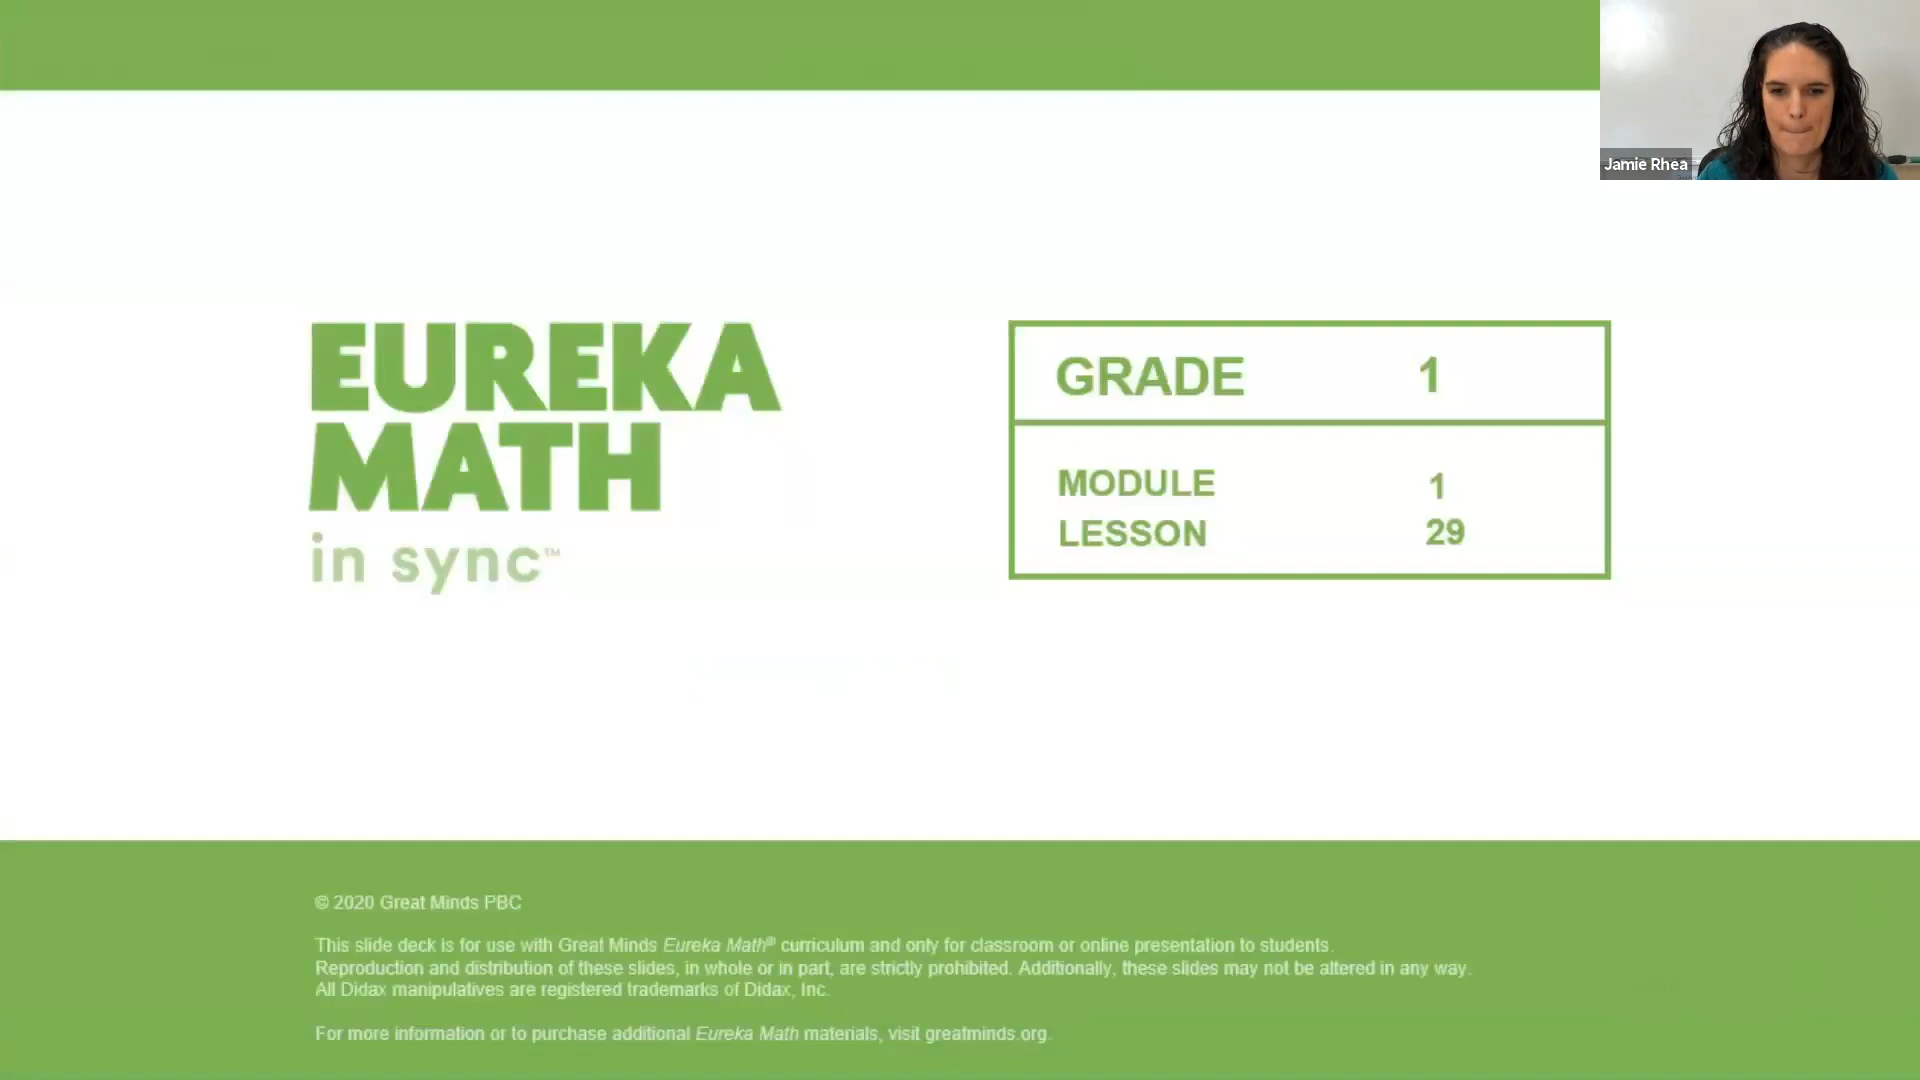 Jamie Rhea
EUREKA
MATH
in sync™
GRADE 1
MODULE 1
LESSON 29
© 2020 Great Minds PBC
This slide deck is for use with Great Minds Eureka Math® curriculum and only for classroom or online presentation to students.
Reproduction and distribution of these slides, in whole or in part, are strictly prohibited. Additionally, these slides may not be altered in any way.
All Didax manipulatives are registered trademarks of Didax, Inc.
For more information or to purchase additional Eureka Math materials, visit greatminds.org.